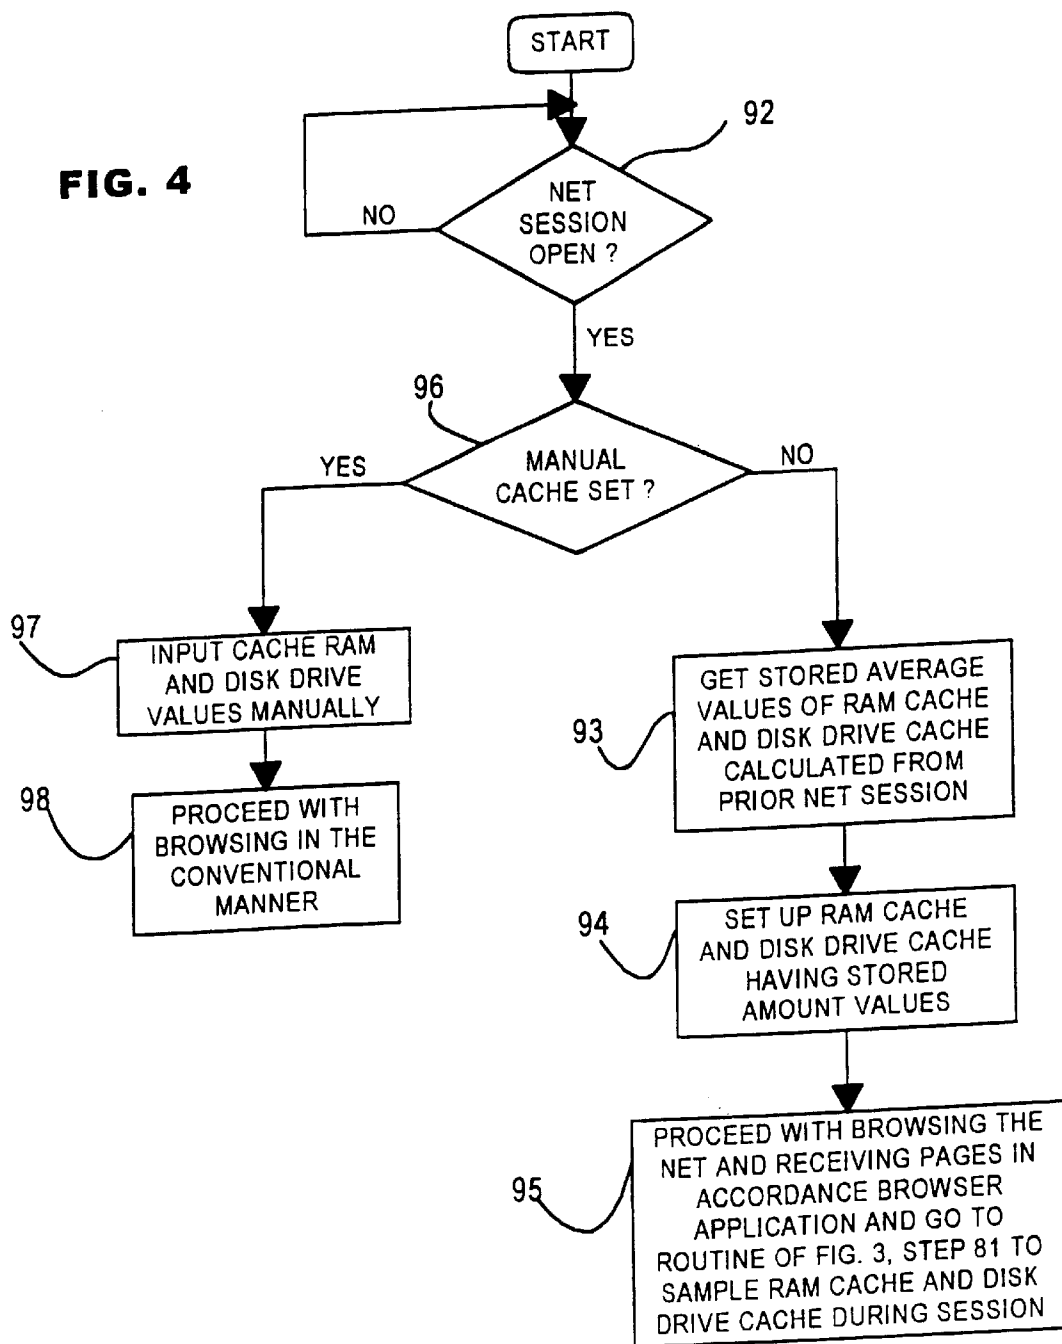 START
92
FIG. 4
NET
SESSION
OPEN ?
NO
YES
96
MANUAL
CACHE SET ?
YES
NO
97
INPUT CACHE RAM
AND DISK DRIVE
VALUES MANUALLY
98
PROCEED WITH
BROWSING IN THE
CONVENTIONAL
MANNER
93
GET STORED AVERAGE
VALUES OF RAM CACHE
AND DISK DRIVE CACHE
CALCULATED FROM
PRIOR NET SESSION
94
SET UP RAM CACHE
AND DISK DRIVE CACHE
HAVING STORED
AMOUNT VALUES
95
PROCEED WITH BROWSING THE
NET AND RECEIVING PAGES IN
ACCORDANCE BROWSER
APPLICATION AND GO TO
ROUTINE OF FIG. 3, STEP 81 TO
SAMPLE RAM CACHE AND DISK
DRIVE CACHE DURING SESSION